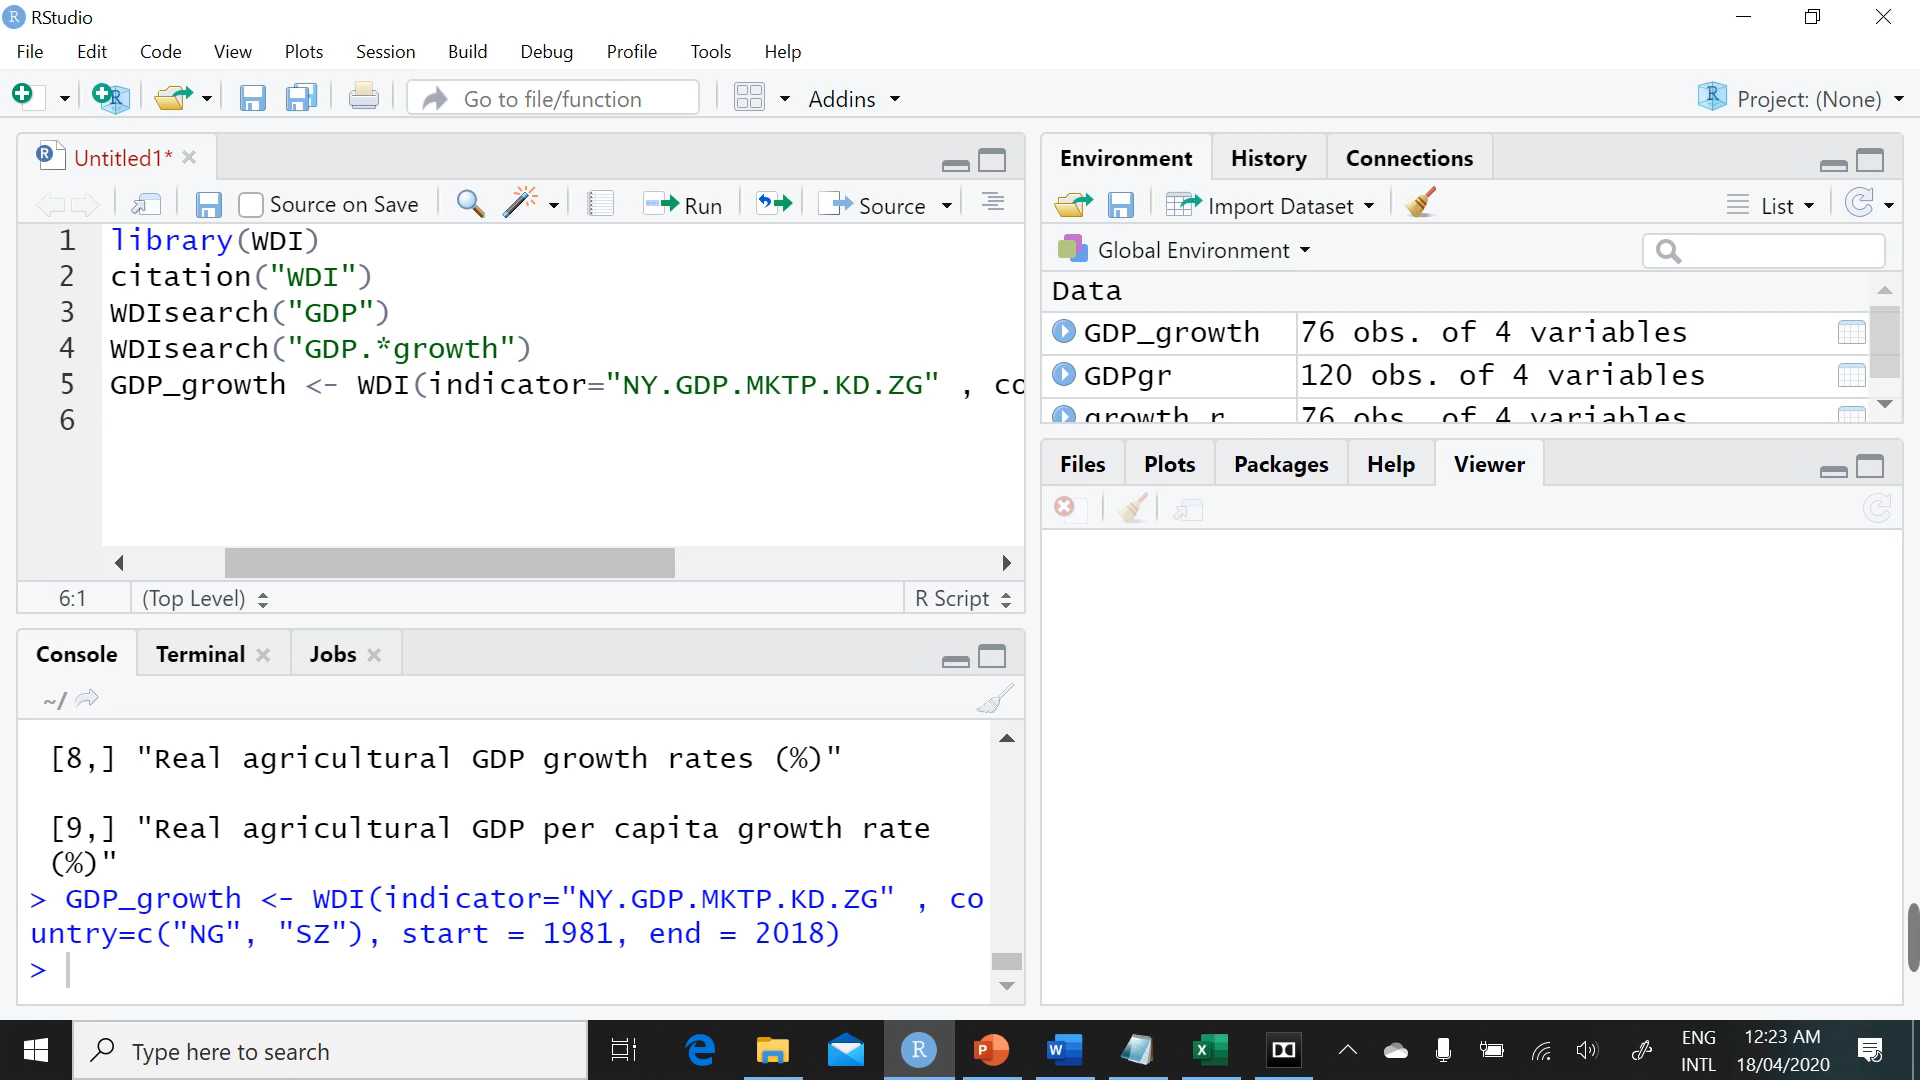 RStudio
File Edit Code View Plots Session Build Debug Profile Tools Help
Go to file/function Addins Project: (None)
Untitled1*
Source on Save Run Source
1 library(WDI)
2 citation("WDI")
3 WDIsearch("GDP")
4 WDIsearch("GDP.*growth")
5 GDP_growth <- WDI(indicator="NY.GDP.MKTP.KD.ZG" , co
6
6:1 (Top Level) R Script
Environment History Connections
Import Dataset List
Global Environment
Data
GDP_growth 76 obs. of 4 variables
GDPgr 120 obs. of 4 variables
growth_r 76 obs. of 4 variables
Files Plots Packages Help Viewer
Console Terminal Jobs
~/
[8,] "Real agricultural GDP growth rates (%)"
[9,] "Real agricultural GDP per capita growth rate
(%)"
> GDP_growth <- WDI(indicator="NY.GDP.MKTP.KD.ZG" , co
untry=c("NG", "SZ"), start = 1981, end = 2018)
>
Type here to search
ENG
INTL
12:23 AM
18/04/2020